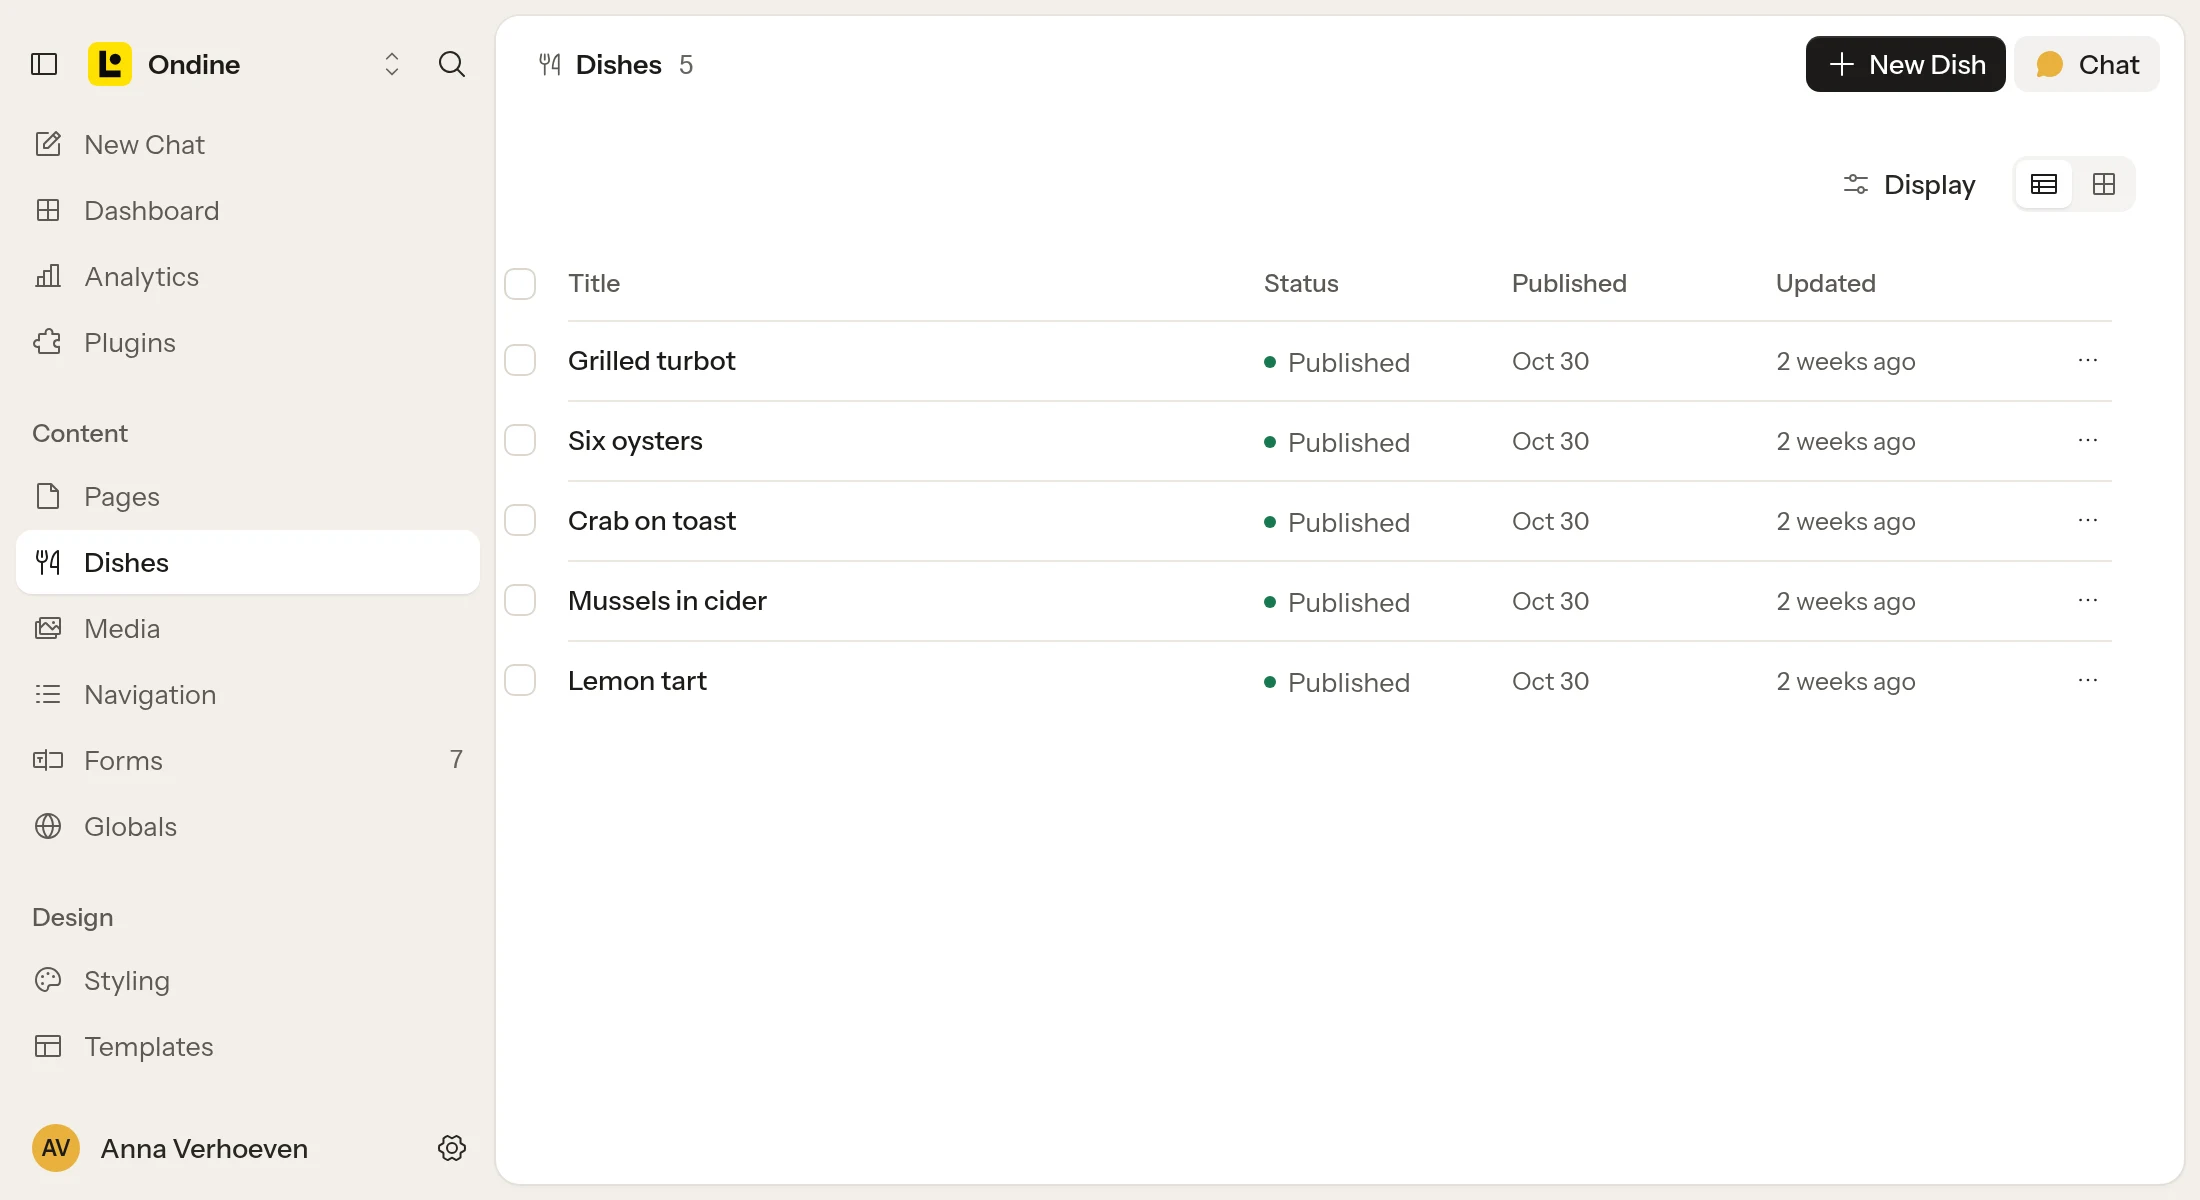 Ondine
New Chat
Dashboard
Analytics
Plugins
Content
Pages
Dishes
Media
Navigation
Forms 7
Globals
Design
Styling
Templates
AV Anna Verhoeven
Dishes 5
New Dish
Chat
Display
Title Status Published Updated
Grilled turbot Published Oct 30 2 weeks ago ...
Six oysters Published Oct 30 2 weeks ago ...
Crab on toast Published Oct 30 2 weeks ago ...
Mussels in cider Published Oct 30 2 weeks ago ...
Lemon tart Published Oct 30 2 weeks ago ...